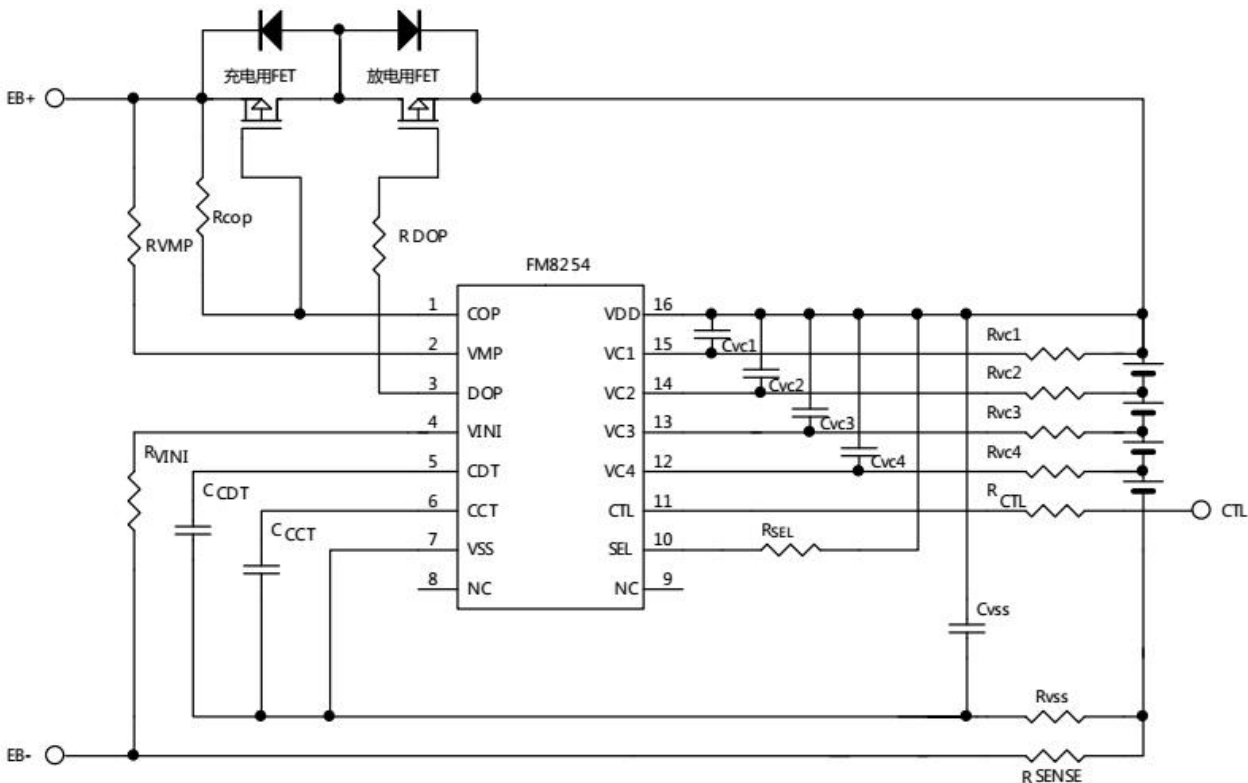 充电用FET
放电用FET
EB+
Rcop
RVMP
R DOP
FM8254
1 COP
VDD 16
2 VMP
VC1 15
3 DOP
VC2 14
4 VINI
VC3 13
5 CDT
VC4 12
6 CCT
CTL 11
7 VSS
SEL 10
8 NC
NC 9
Cvc1
Cvc2
Cvc3
Cvc4
Rvc1
Rvc2
Rvc3
Rvc4
R CTL
CTL
RVINI
C CDT
C CCT
RSEL
Cvss
Rvss
EB-
R SENSE